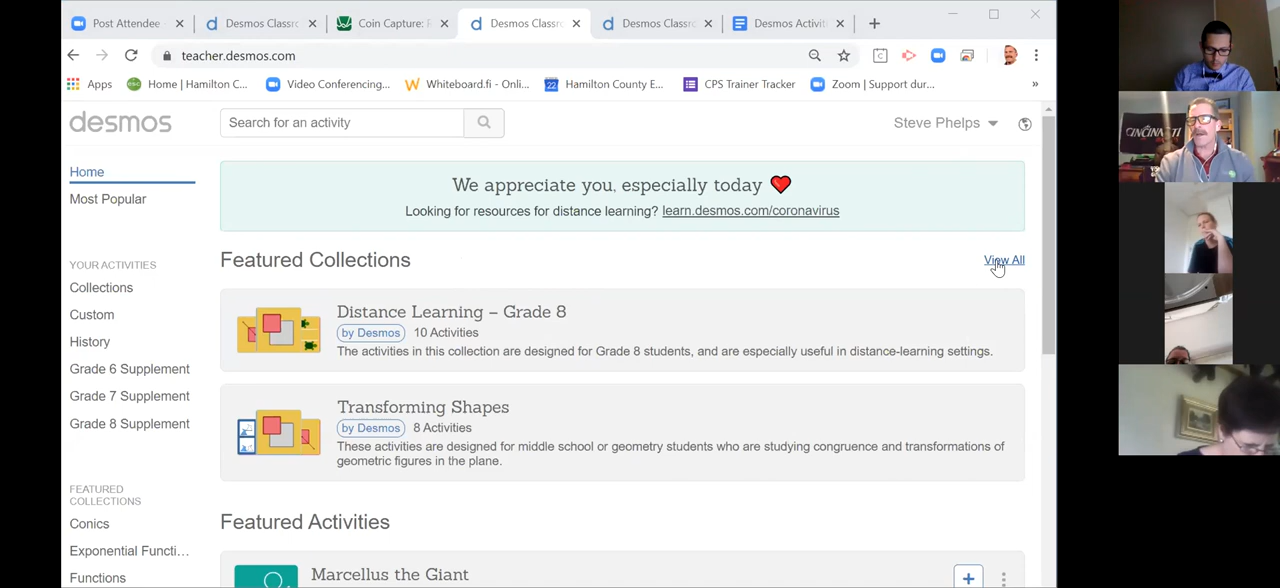 Post Attendee
Desmos Classro
Coin Capture: F
Desmos Classro
Desmos Classro
Desmos Activit
teacher.desmos.com
Apps
Home | Hamilton C...
Video Conferencing...
Whiteboard.fi - Onli...
22
Hamilton County E...
CPS Trainer Tracker
Zoom | Support dur...
»
desmos
Search for an activity
Steve Phelps
Home
Most Popular
We appreciate you, especially today ❤
Looking for resources for distance learning? learn.desmos.com/coronavirus
YOUR ACTIVITIES
Collections
Custom
History
Grade 6 Supplement
Grade 7 Supplement
Grade 8 Supplement
FEATURED
COLLECTIONS
Conics
Exponential Functi...
Functions
Featured Collections
View All
Distance Learning – Grade 8
by Desmos 10 Activities
The activities in this collection are designed for Grade 8 students, and are especially useful in distance-learning settings.
Transforming Shapes
by Desmos 8 Activities
These activities are designed for middle school or geometry students who are studying congruence and transformations of
geometric figures in the plane.
Featured Activities
Marcellus the Giant
CINCINNATI